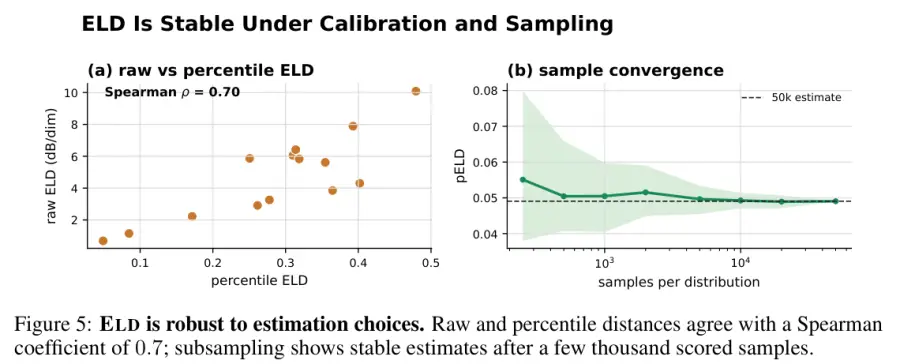 ELD Is Stable Under Calibration and Sampling
(a) raw vs percentile ELD
Spearman ρ = 0.70
10
8
6
4
2
raw ELD (dB/dim)
0.1 0.2 0.3 0.4 0.5
percentile ELD
(b) sample convergence
50k estimate
0.08
0.07
0.06
0.05
0.04
pELD
10³ 10⁴
samples per distribution
Figure 5: ELD is robust to estimation choices. Raw and percentile distances agree with a Spearman
coefficient of 0.7; subsampling shows stable estimates after a few thousand scored samples.